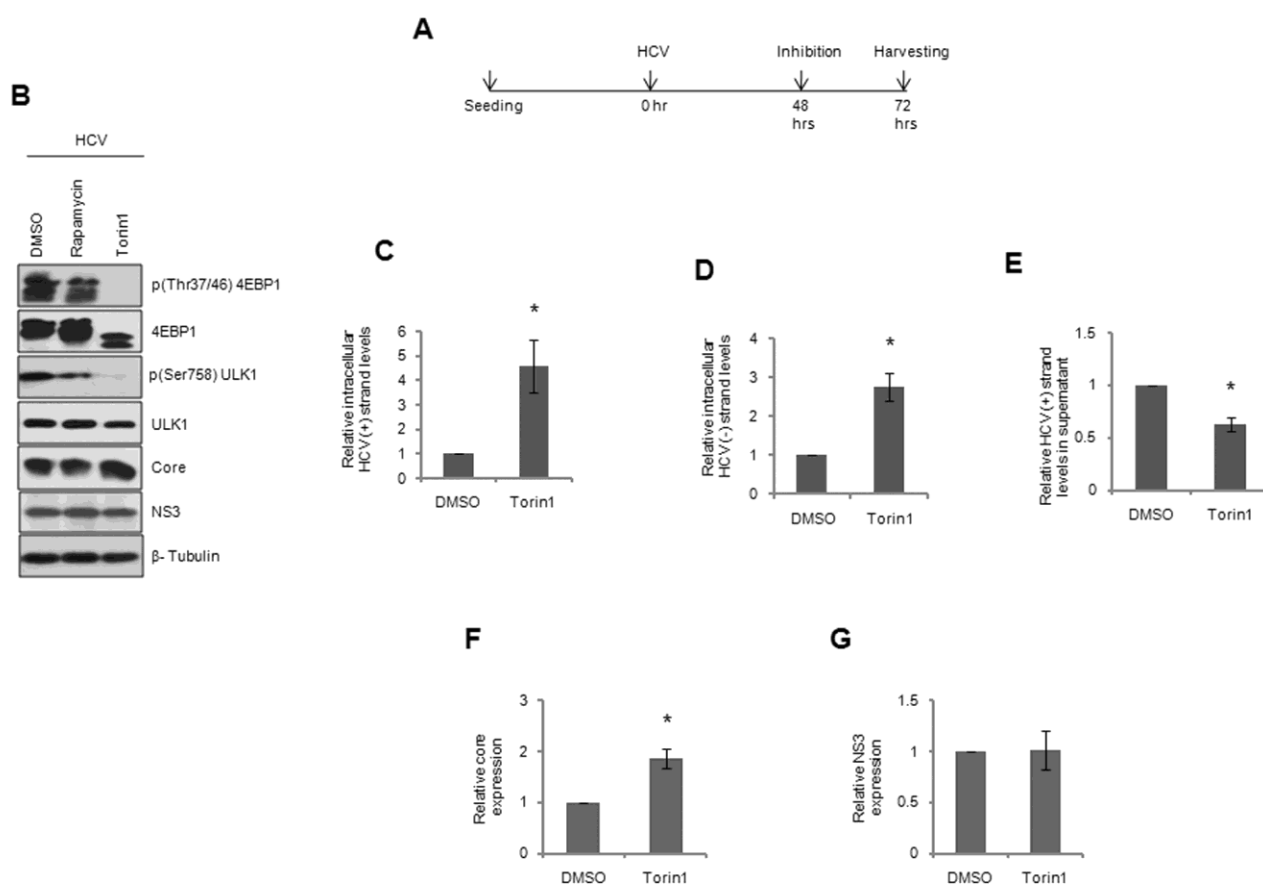 A
HCV
Inhibition
Harvesting
Seeding
0 hr
48
hrs
72
hrs
B
HCV
DMSO
Rapamycin
Torin1
p(Thr37/46) 4EBP1
4EBP1
p(Ser758) ULK1
ULK1
Core
NS3
β- Tubulin
C
Relative intracellular
HCV (+) strand levels
6
5
4
3
2
1
0
*
DMSO
Torin1
D
Relative intracellular
HCV (-) strand levels
4
3
2
1
0
*
DMSO
Torin1
E
Relative HCV (+) strand
levels in supernatant
1.5
1
0.5
0
*
DMSO
Torin1
F
Relative core
expression
3
2
1
0
*
DMSO
Torin1
G
Relative NS3
expression
1.5
1
0.5
0
DMSO
Torin1